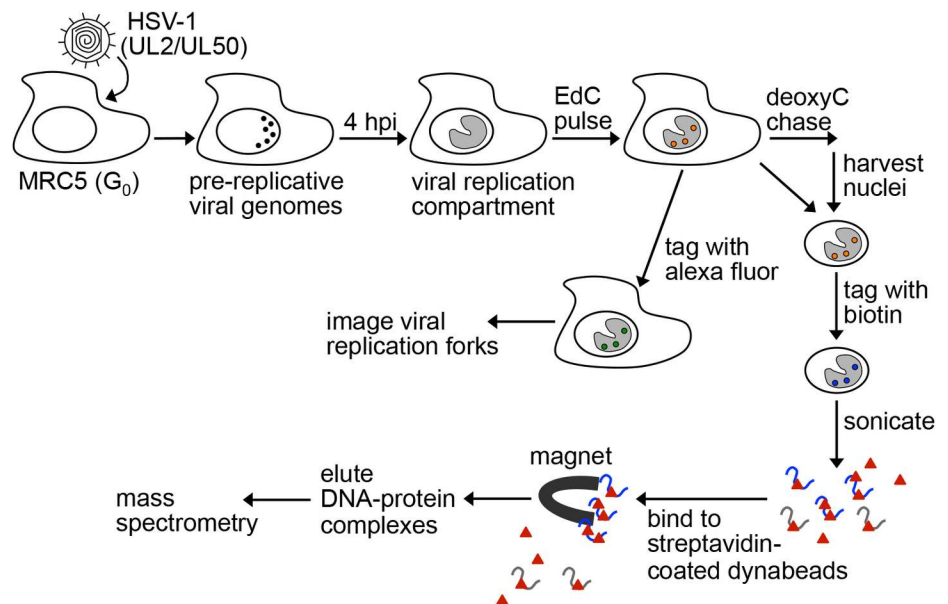 HSV-1
(UL2/UL50)
MRC5 (G0)
pre-replicative
viral genomes
4 hpi
viral replication
compartment
EdC
pulse
deoxyC
chase
harvest
nuclei
tag with
alexa fluor
image viral
replication forks
tag with
biotin
sonicate
bind to
streptavidin-
coated dynabeads
magnet
elute
DNA-protein
complexes
mass
spectrometry